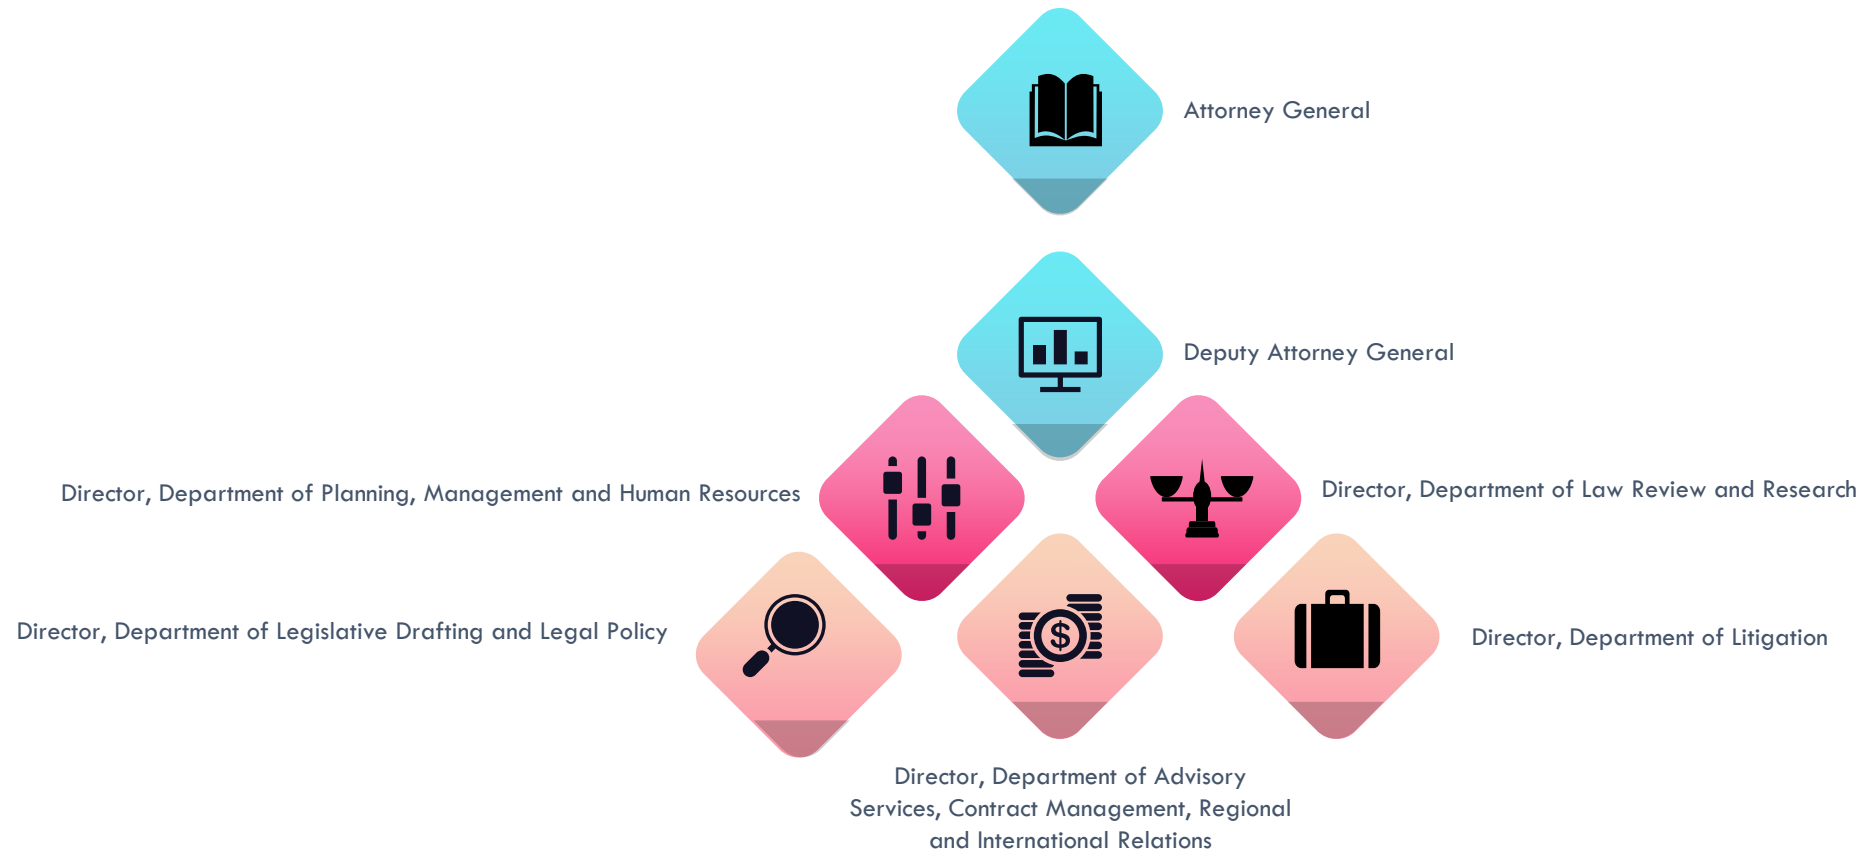 Attorney General
Deputy Attorney General
Director, Department of Planning, Management and Human Resources
Director, Department of Law Review and Research
Director, Department of Legislative Drafting and Legal Policy
$
Director, Department of Litigation
Director, Department of Advisory
Services, Contract Management, Regional
and International Relations